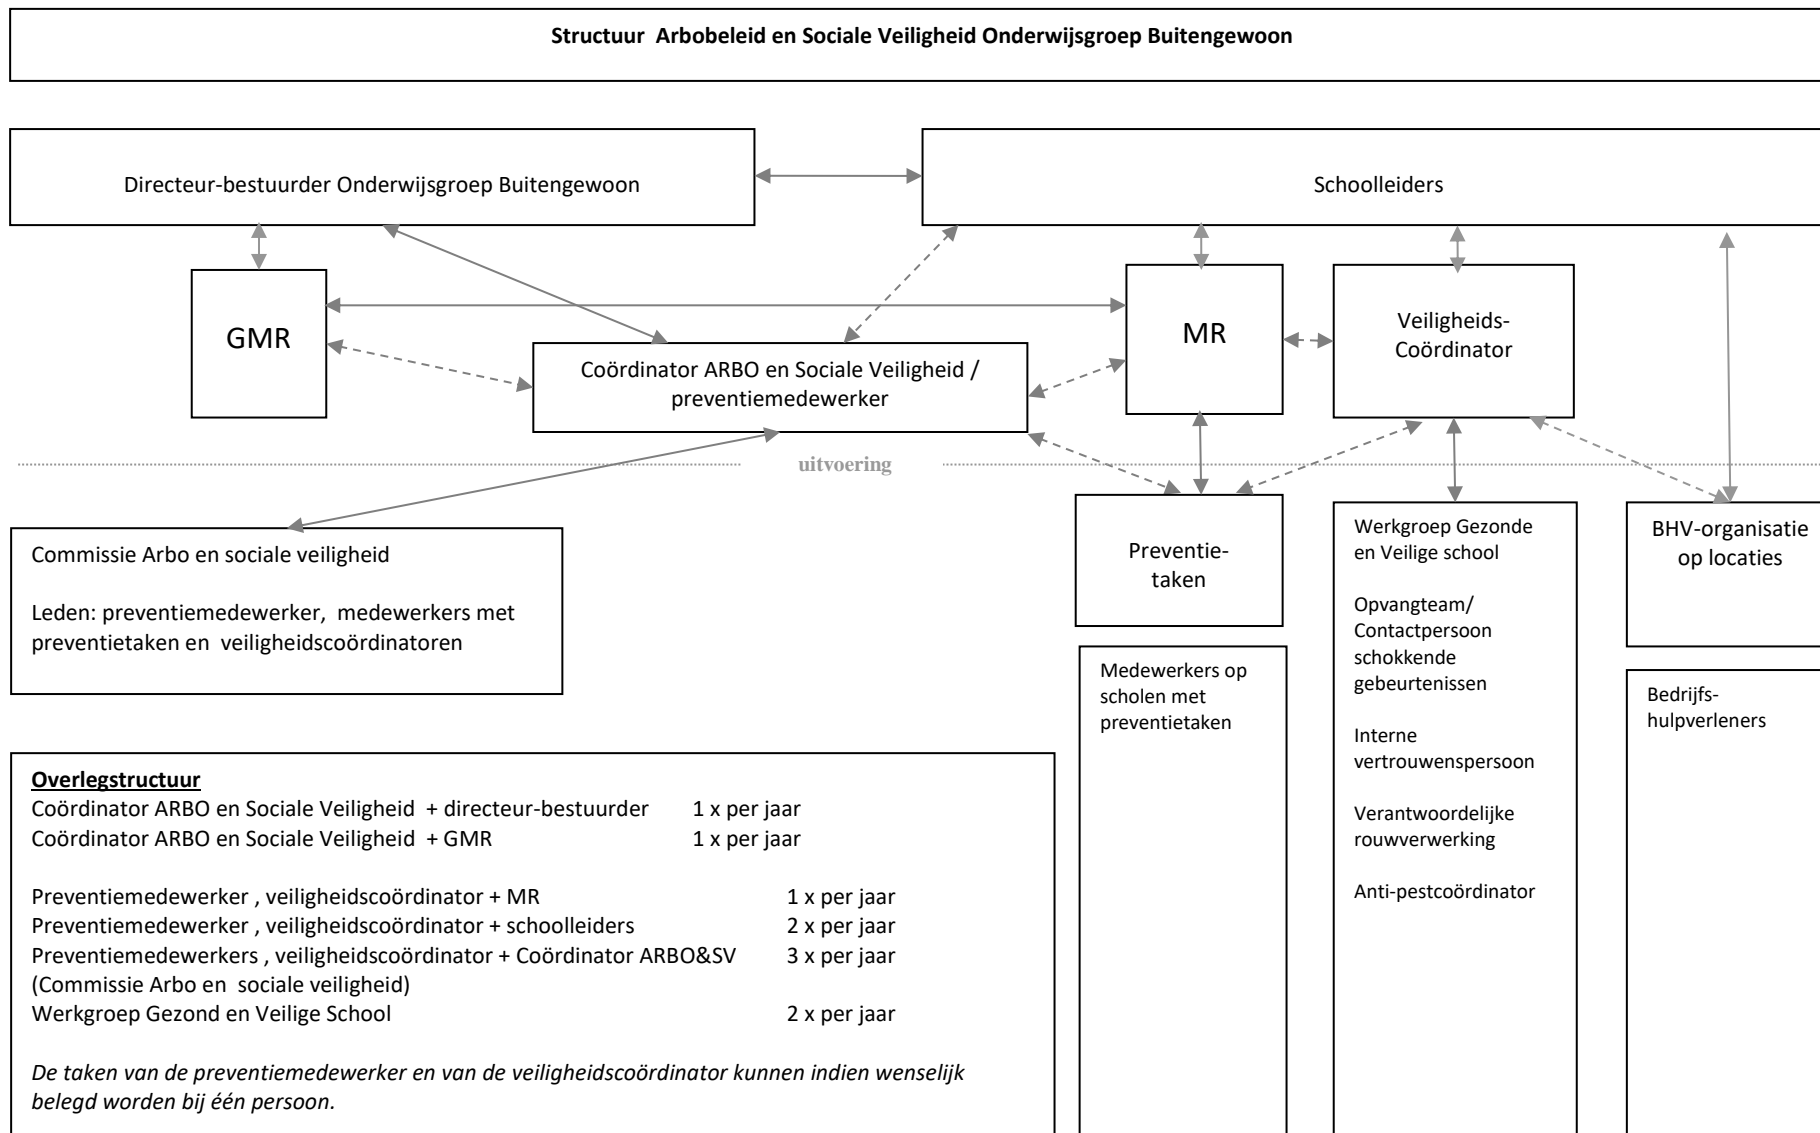 Structuur Arbobeleid en Sociale Veiligheid Onderwijsgroep Buitengewoon
Directeur-bestuurder Onderwijsgroep Buitengewoon
Schoolleiders
GMR
Coördinator ARBO en Sociale Veiligheid /
preventiemedewerker
MR
Veiligheids-
Coördinator
uitvoering
Commissie Arbo en sociale veiligheid
Leden: preventiemedewerker, medewerkers met
preventietaken en veiligheidscoördinatoren
Preventie-
taken
Medewerkers op
scholen met
preventietaken
Werkgroep Gezonde
en Veilige school
Opvangteam/
Contactpersoon
schokkende
gebeurtenissen
Interne
vertrouwenspersoon
Verantwoordelijke
rouwverwerking
Anti-pestcoördinator
BHV-organisatie
op locaties
Bedrijfs-
hulpverleners
Overlegstructuur
Coördinator ARBO en Sociale Veiligheid + directeur-bestuurder 1 x per jaar
Coördinator ARBO en Sociale Veiligheid + GMR 1 x per jaar
Preventiemedewerker , veiligheidscoördinator + MR 1 x per jaar
Preventiemedewerker , veiligheidscoördinator + schoolleiders 2 x per jaar
Preventiemedewerkers , veiligheidscoördinator + Coördinator ARBO&SV 3 x per jaar
(Commissie Arbo en sociale veiligheid)
Werkgroep Gezond en Veilige School 2 x per jaar
De taken van de preventiemedewerker en van de veiligheidscoördinator kunnen indien wenselijk
belegd worden bij één persoon.